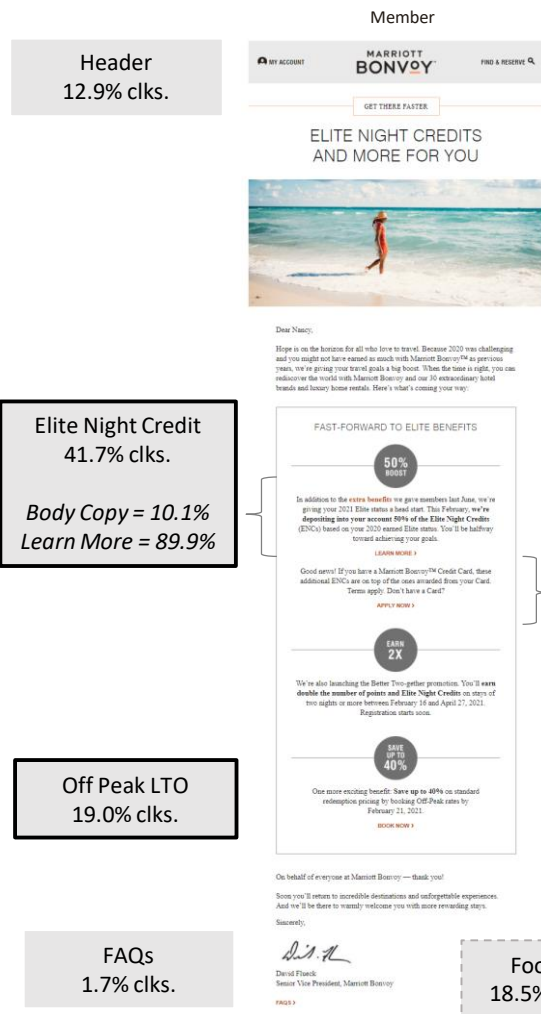 Member
Header
12.9% clks.
MY ACCOUNT
MARRIOTT
BONVOY
FIND & RESERVE
GET THERE FASTER
ELITE NIGHT CREDITS
AND MORE FOR YOU
Dear Nancy,
Hope is on the horizon for all who love to travel. Because 2020 was challenging
and you might not have earned as much with Marriott Bonvoy™ as previous
years, we're giving your travel goals a big boost. When the time is right, you can
rediscover the world with Marriott Bonvoy and our 30 extraordinary hotel
brands and luxury home rentals. Here's what's coming your way:
Elite Night Credit
41.7% clks.
Body Copy = 10.1%
Learn More = 89.9%
FAST-FORWARD TO ELITE BENEFITS
50%
BOOST
In addition to the extra benefits we gave members last June, we're
giving your 2021 Elite status a head start. This February, we're
depositing into your account 50% of the Elite Night Credits
(ENCs) based on your 2020 earned Elite status. You'll be halfway
toward achieving your goals.
LEARN MORE ›
Good news! If you have a Marriott Bonvoy™ Credit Card, these
additional ENCs are on top of the ones awarded from your Card.
Terms apply. Don't have a Card?
APPLY NOW ›
EARN
2X
We're also launching the Better Two-gether promotion. You'll earn
double the number of points and Elite Night Credits on stays of
two nights or more between February 16 and April 27, 2021.
Registration starts soon.
SAVE
UP TO
40%
Off Peak LTO
19.0% clks.
One more exciting benefit: Save up to 40% on standard
redemption pricing by booking Off-Peak rates by
February 21, 2021.
BOOK NOW ›
On behalf of everyone at Marriott Bonvoy — thank you!
Soon you'll return to incredible destinations and unforgettable experiences.
And we'll be there to warmly welcome you with more rewarding stays.
Sincerely,
David Flueck
Senior Vice President, Marriott Bonvoy
FAQS ›
FAQs
1.7% clks.
Foo
18.5%